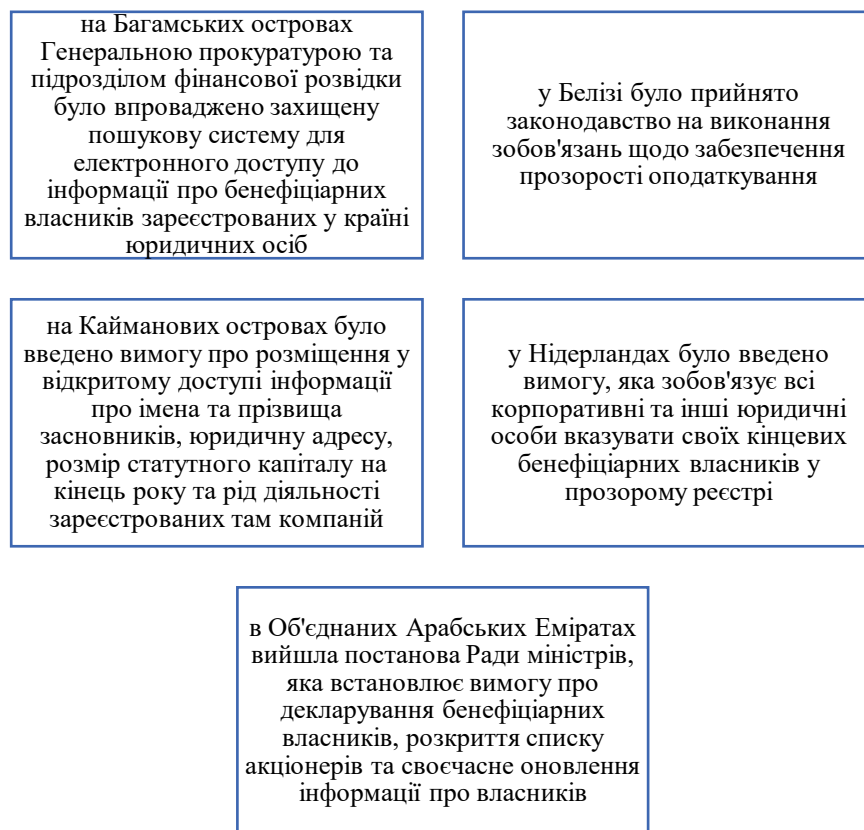 на Багамських островах
Генеральною прокуратурою та
підрозділом фінансової розвідки
було впроваджено захищену
пошукову систему для
електронного доступу до
інформації про бенефіціарних
власників зареєстрованих у країні
юридичних осіб
у Белізі було прийнято
законодавство на виконання
зобов'язань щодо забезпечення
прозорості оподаткування
на Кайманових островах було
введено вимогу про розміщення у
відкритому доступі інформації
про імена та прізвища
засновників, юридичну адресу,
розмір статутного капіталу на
кінець року та рід діяльності
зареєстрованих там компаній
у Нідерландах було введено
вимогу, яка зобов'язує всі
корпоративні та інші юридичні
особи вказувати своїх кінцевих
бенефіціарних власників у
прозорому реєстрі
в Об'єднаних Арабських Еміратах
вийшла постанова Ради міністрів,
яка встановлює вимогу про
декларування бенефіціарних
власників, розкриття списку
акціонерів та своєчасне оновлення
інформації про власників